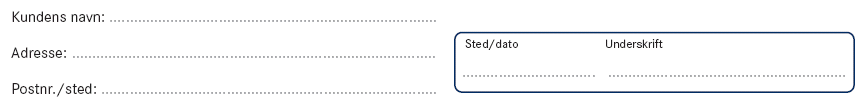 Kundens navn:
Adresse:
Postnr./sted:
Sted/dato Underskrift